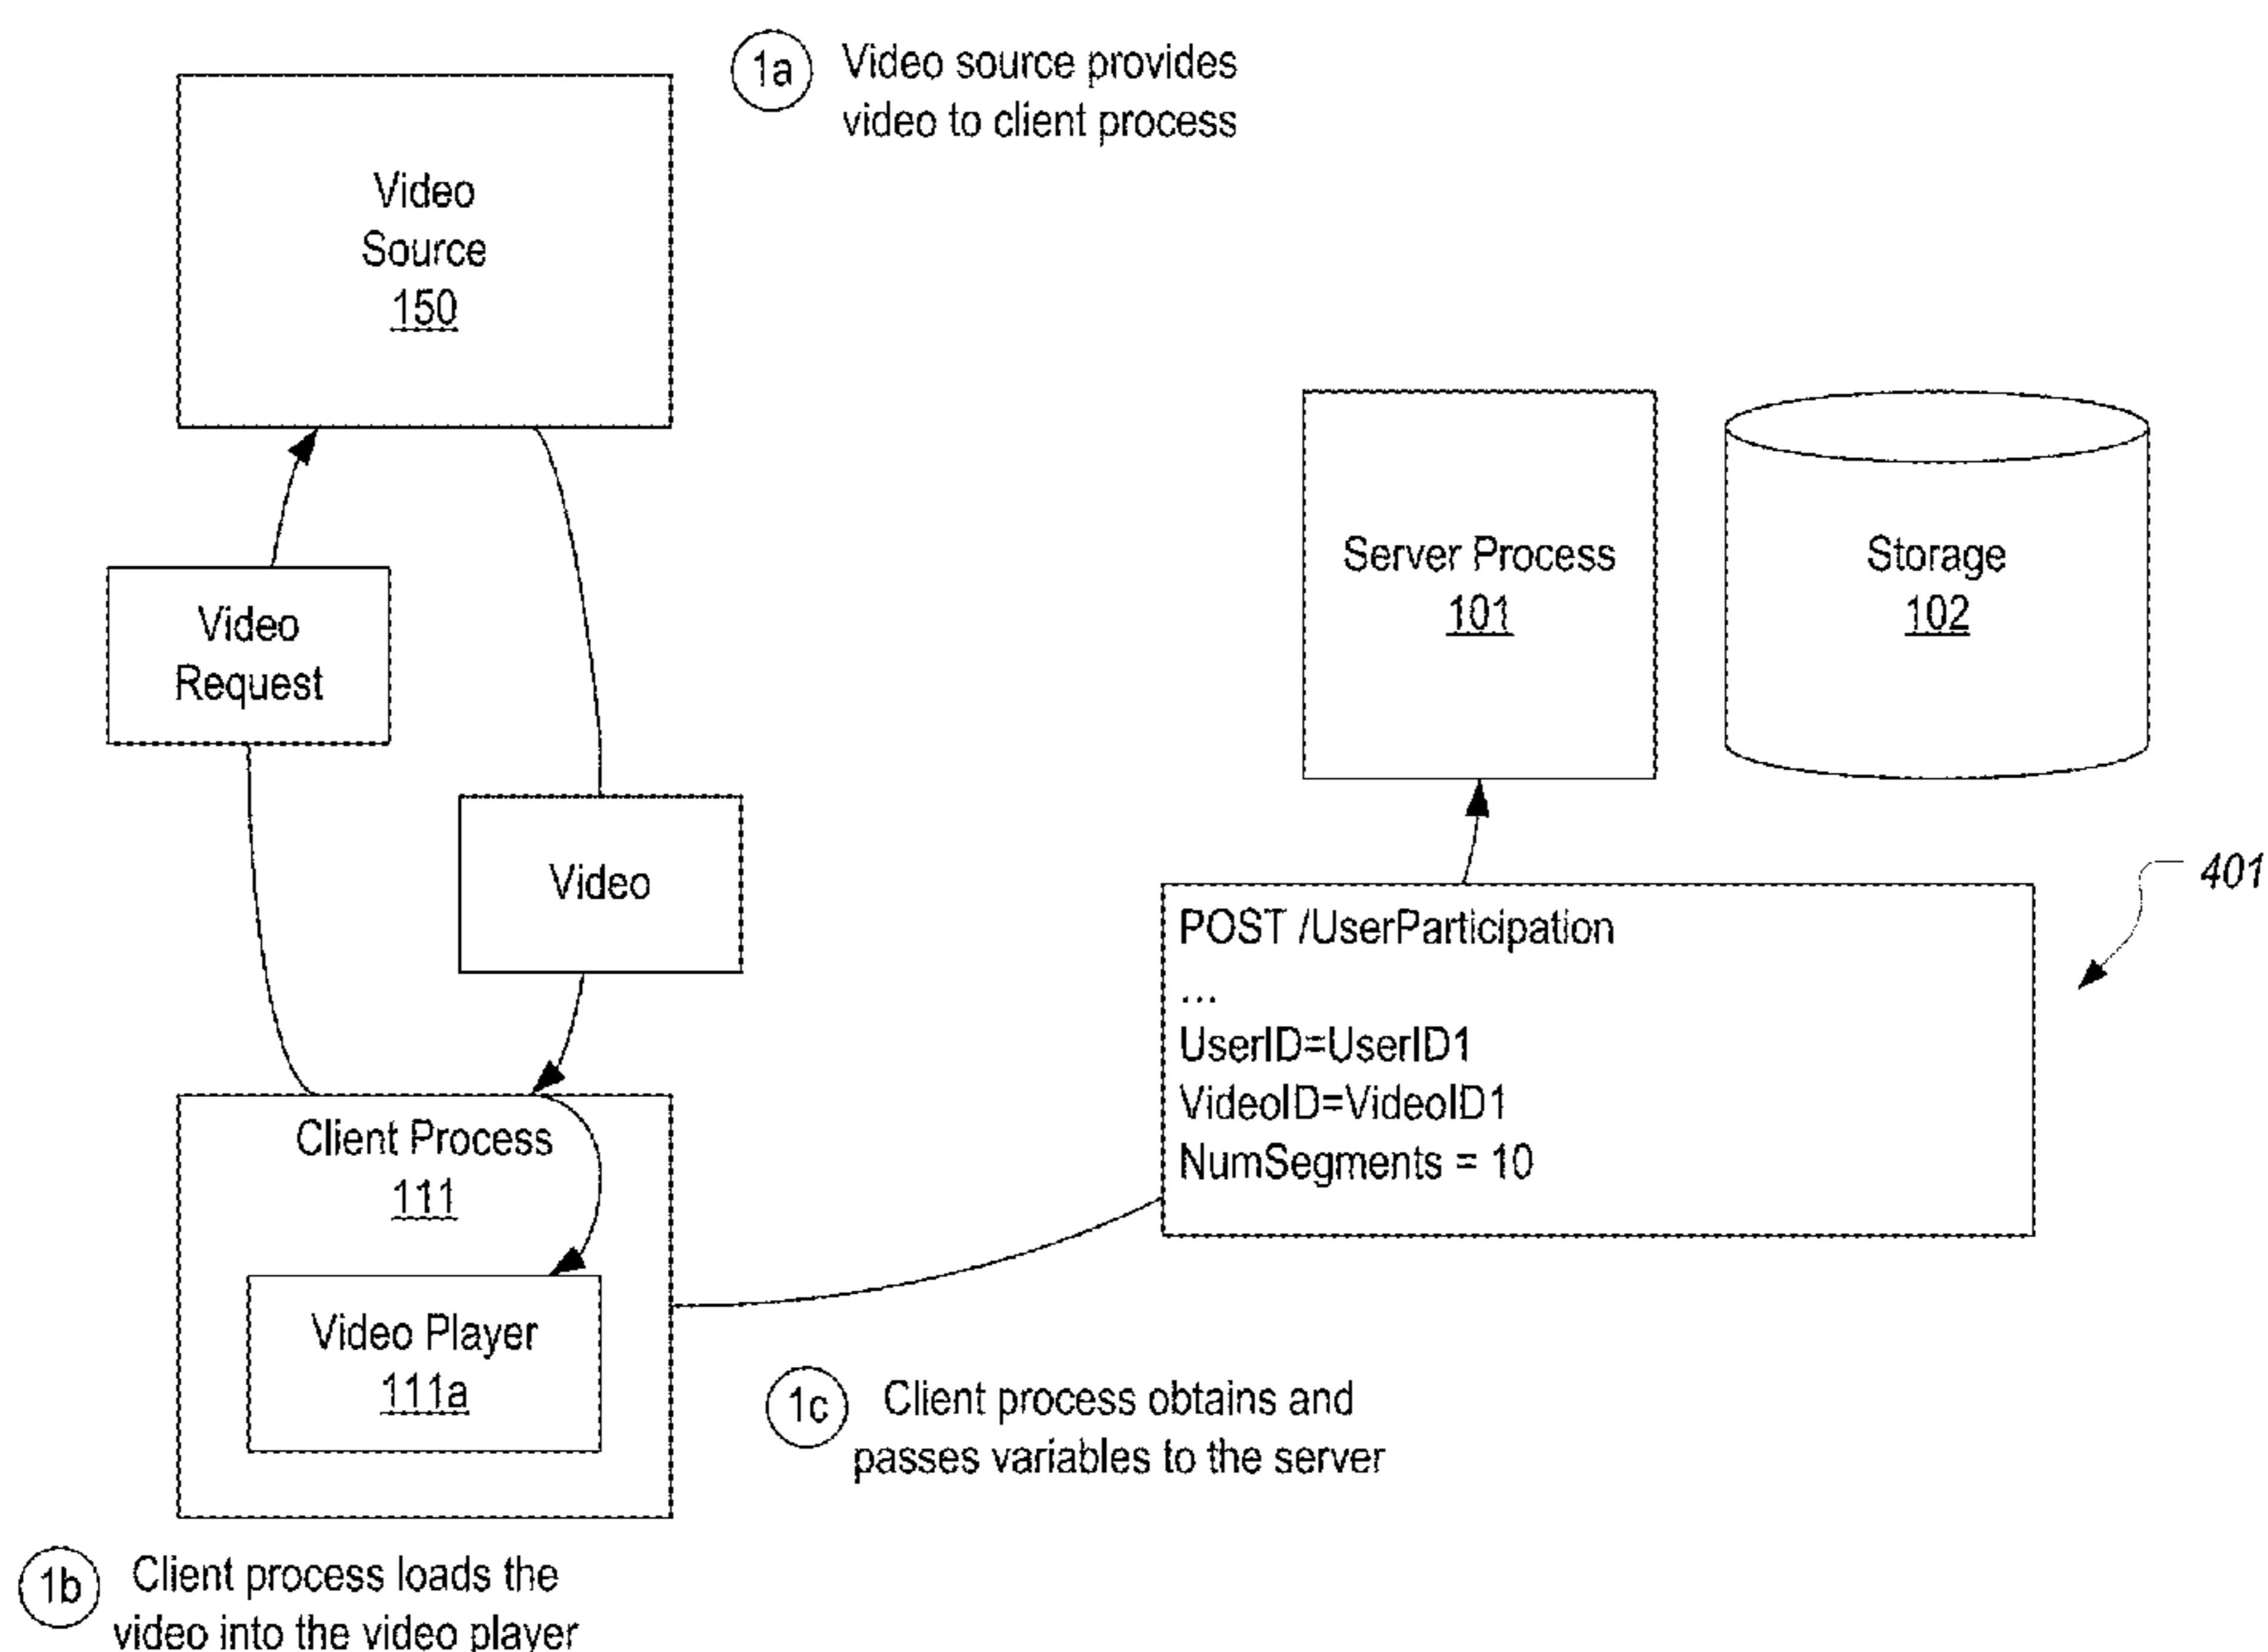 1a
Video source provides
video to client process
Video
Source
150
Server Process
101
Storage
102
Video
Request
Video
401
POST /UserParticipation
...
UserID=UserID1
VideoID=VideoID1
NumSegments = 10
Client Process
111
Video Player
111a
1c
Client process obtains and
passes variables to the server
1b
Client process loads the
video into the video player